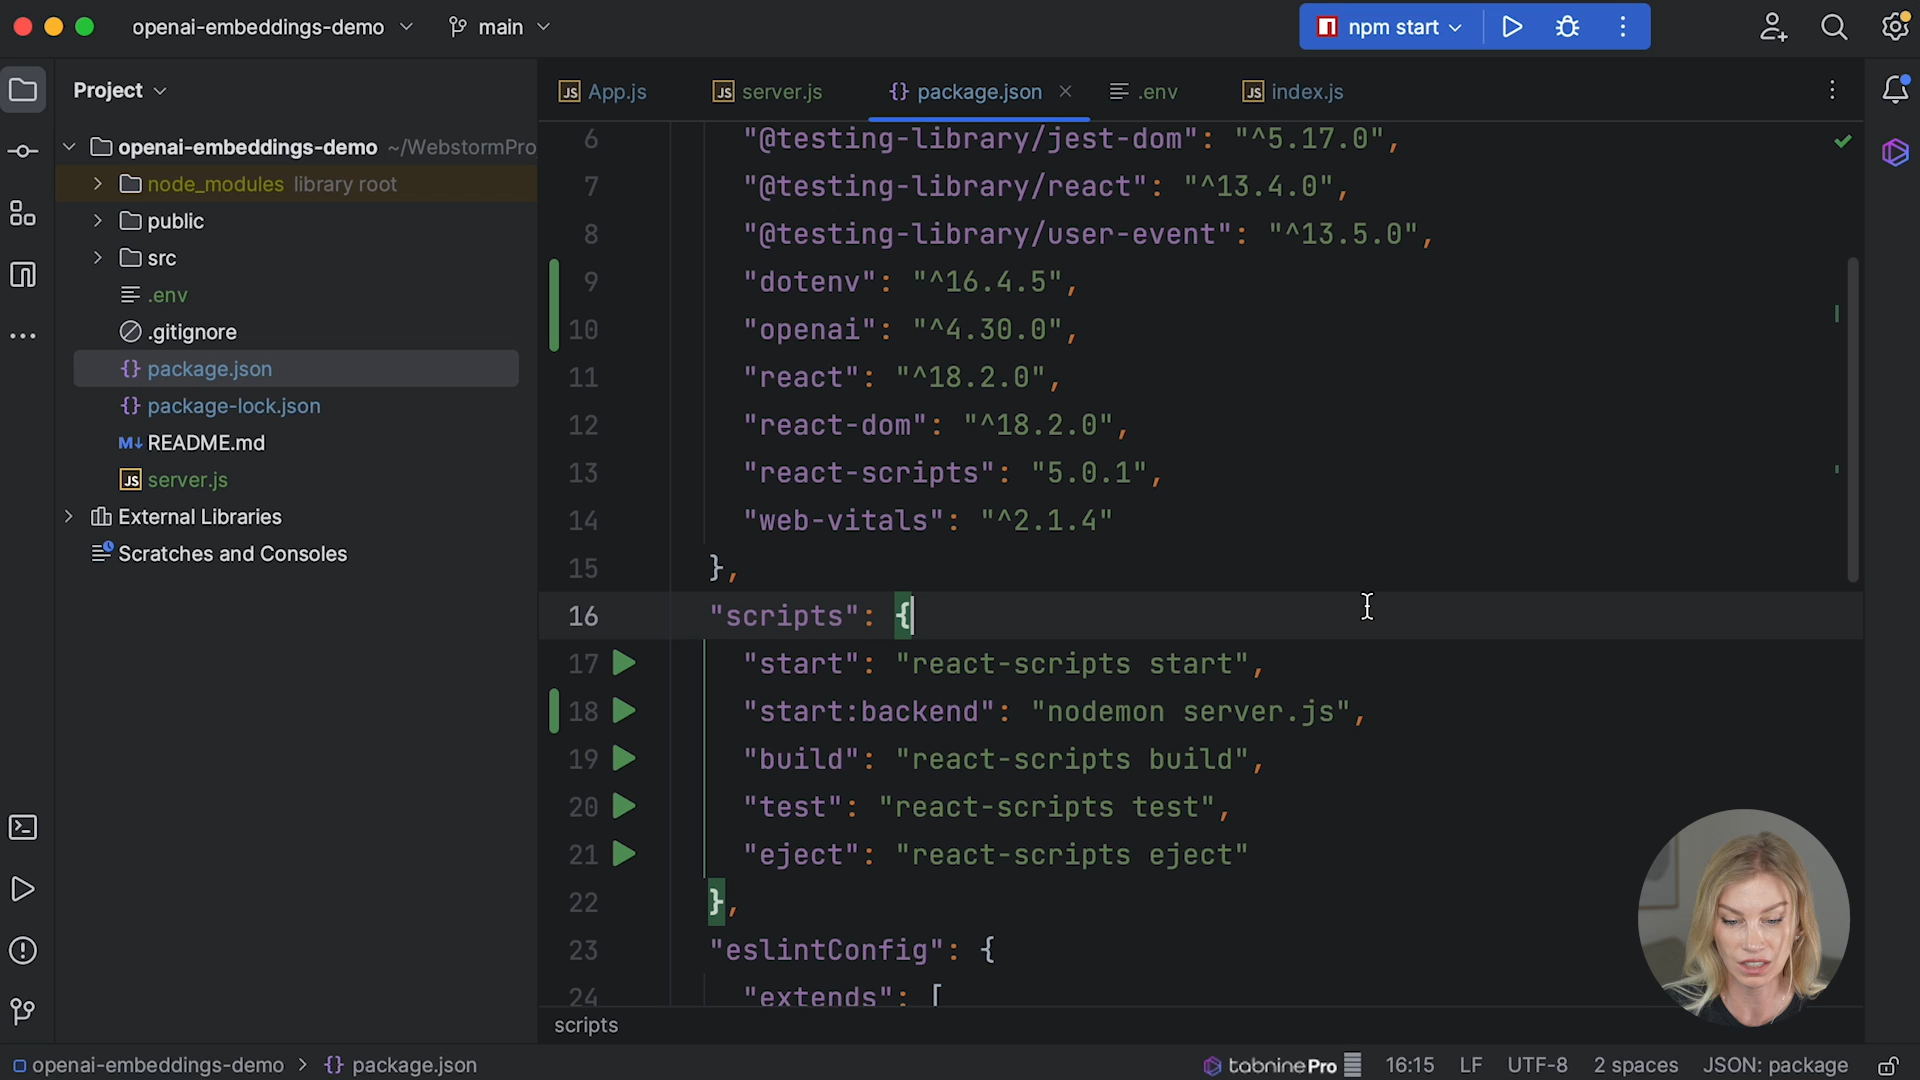 openai-embeddings-demo
main
npm start
Project
App.js
server.js
package.json
.env
index.js
openai-embeddings-demo ~/WebstormPro
node_modules library root
public
src
.env
.gitignore
package.json
package-lock.json
README.md
server.js
External Libraries
Scratches and Consoles
6 "@testing-library/jest-dom": "^5.17.0",
7 "@testing-library/react": "^13.4.0",
8 "@testing-library/user-event": "^13.5.0",
9 "dotenv": "^16.4.5",
10 "openai": "^4.30.0",
11 "react": "^18.2.0",
12 "react-dom": "^18.2.0",
13 "react-scripts": "5.0.1",
14 "web-vitals": "^2.1.4"
15 },
16 "scripts": {
17 "start": "react-scripts start",
18 "start:backend": "nodemon server.js",
19 "build": "react-scripts build",
20 "test": "react-scripts test",
21 "eject": "react-scripts eject"
22 },
23 "eslintConfig": {
24 "extends": [
scripts
openai-embeddings-demo > {} package.json
tabnine Pro
16:15
LF
UTF-8
2 spaces
JSON: package